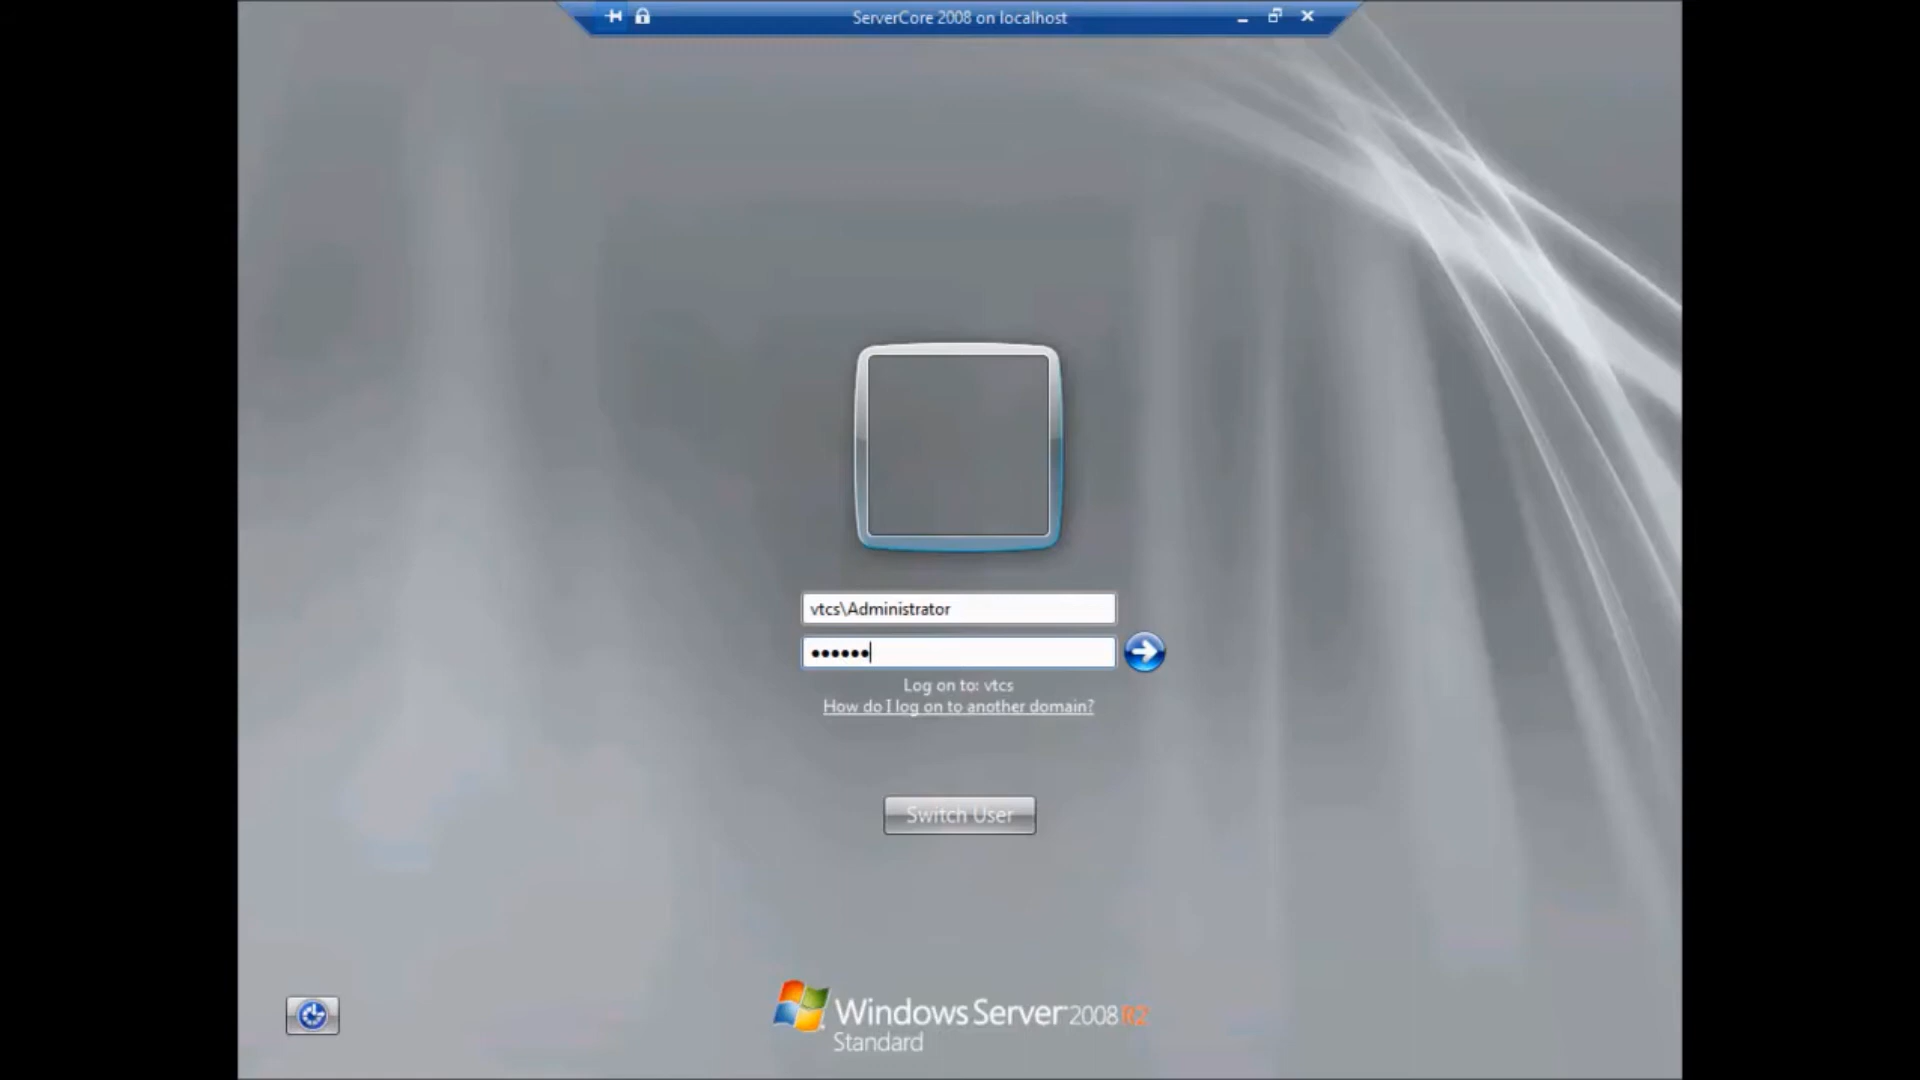 ServerCore 2008 on localhost
vtcs\Administrator
••••••
Log on to: vtcs
How do I log on to another domain?
Switch User
Windows Server 2008 R2
Standard